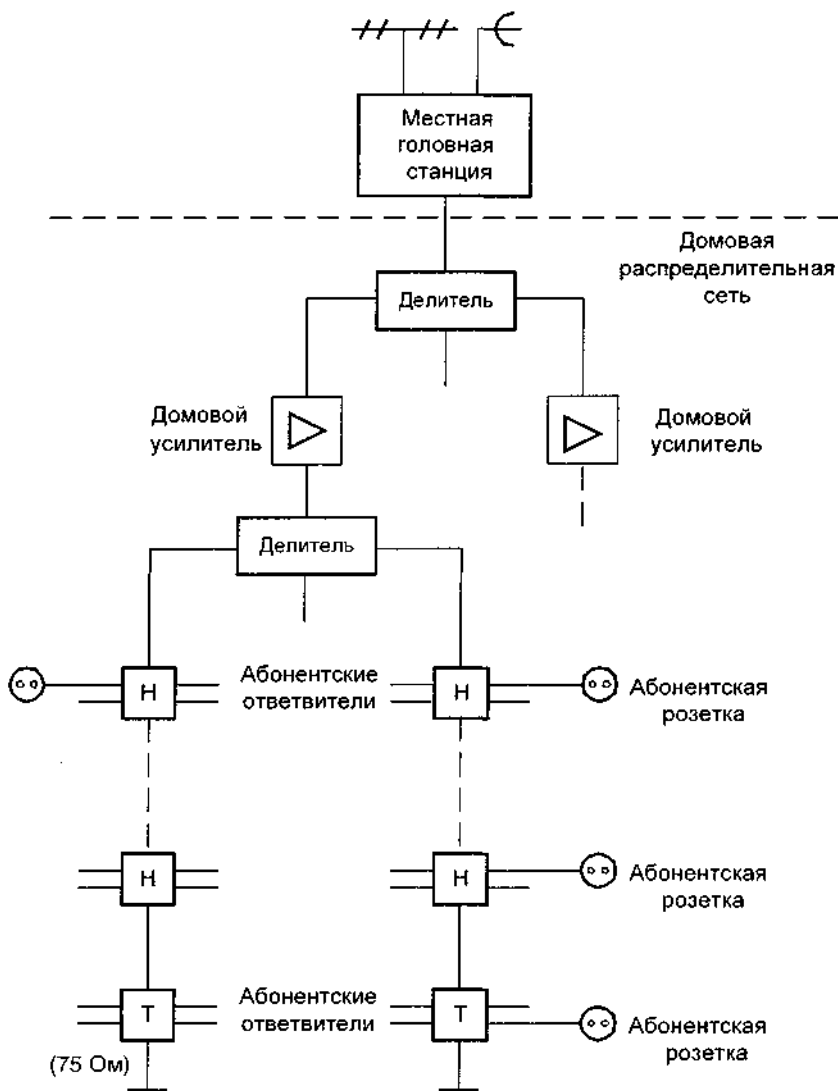 Местная
головная
станция
Домовая
распределительная
сеть
Делитель
Домовой
усилитель
Домовой
усилитель
Делитель
Н
Абонентские
ответвители
Н
Абонентская
розетка
Н
Н
Абонентская
розетка
Т
Абонентские
ответвители
Т
Абонентская
розетка
(75 Ом)